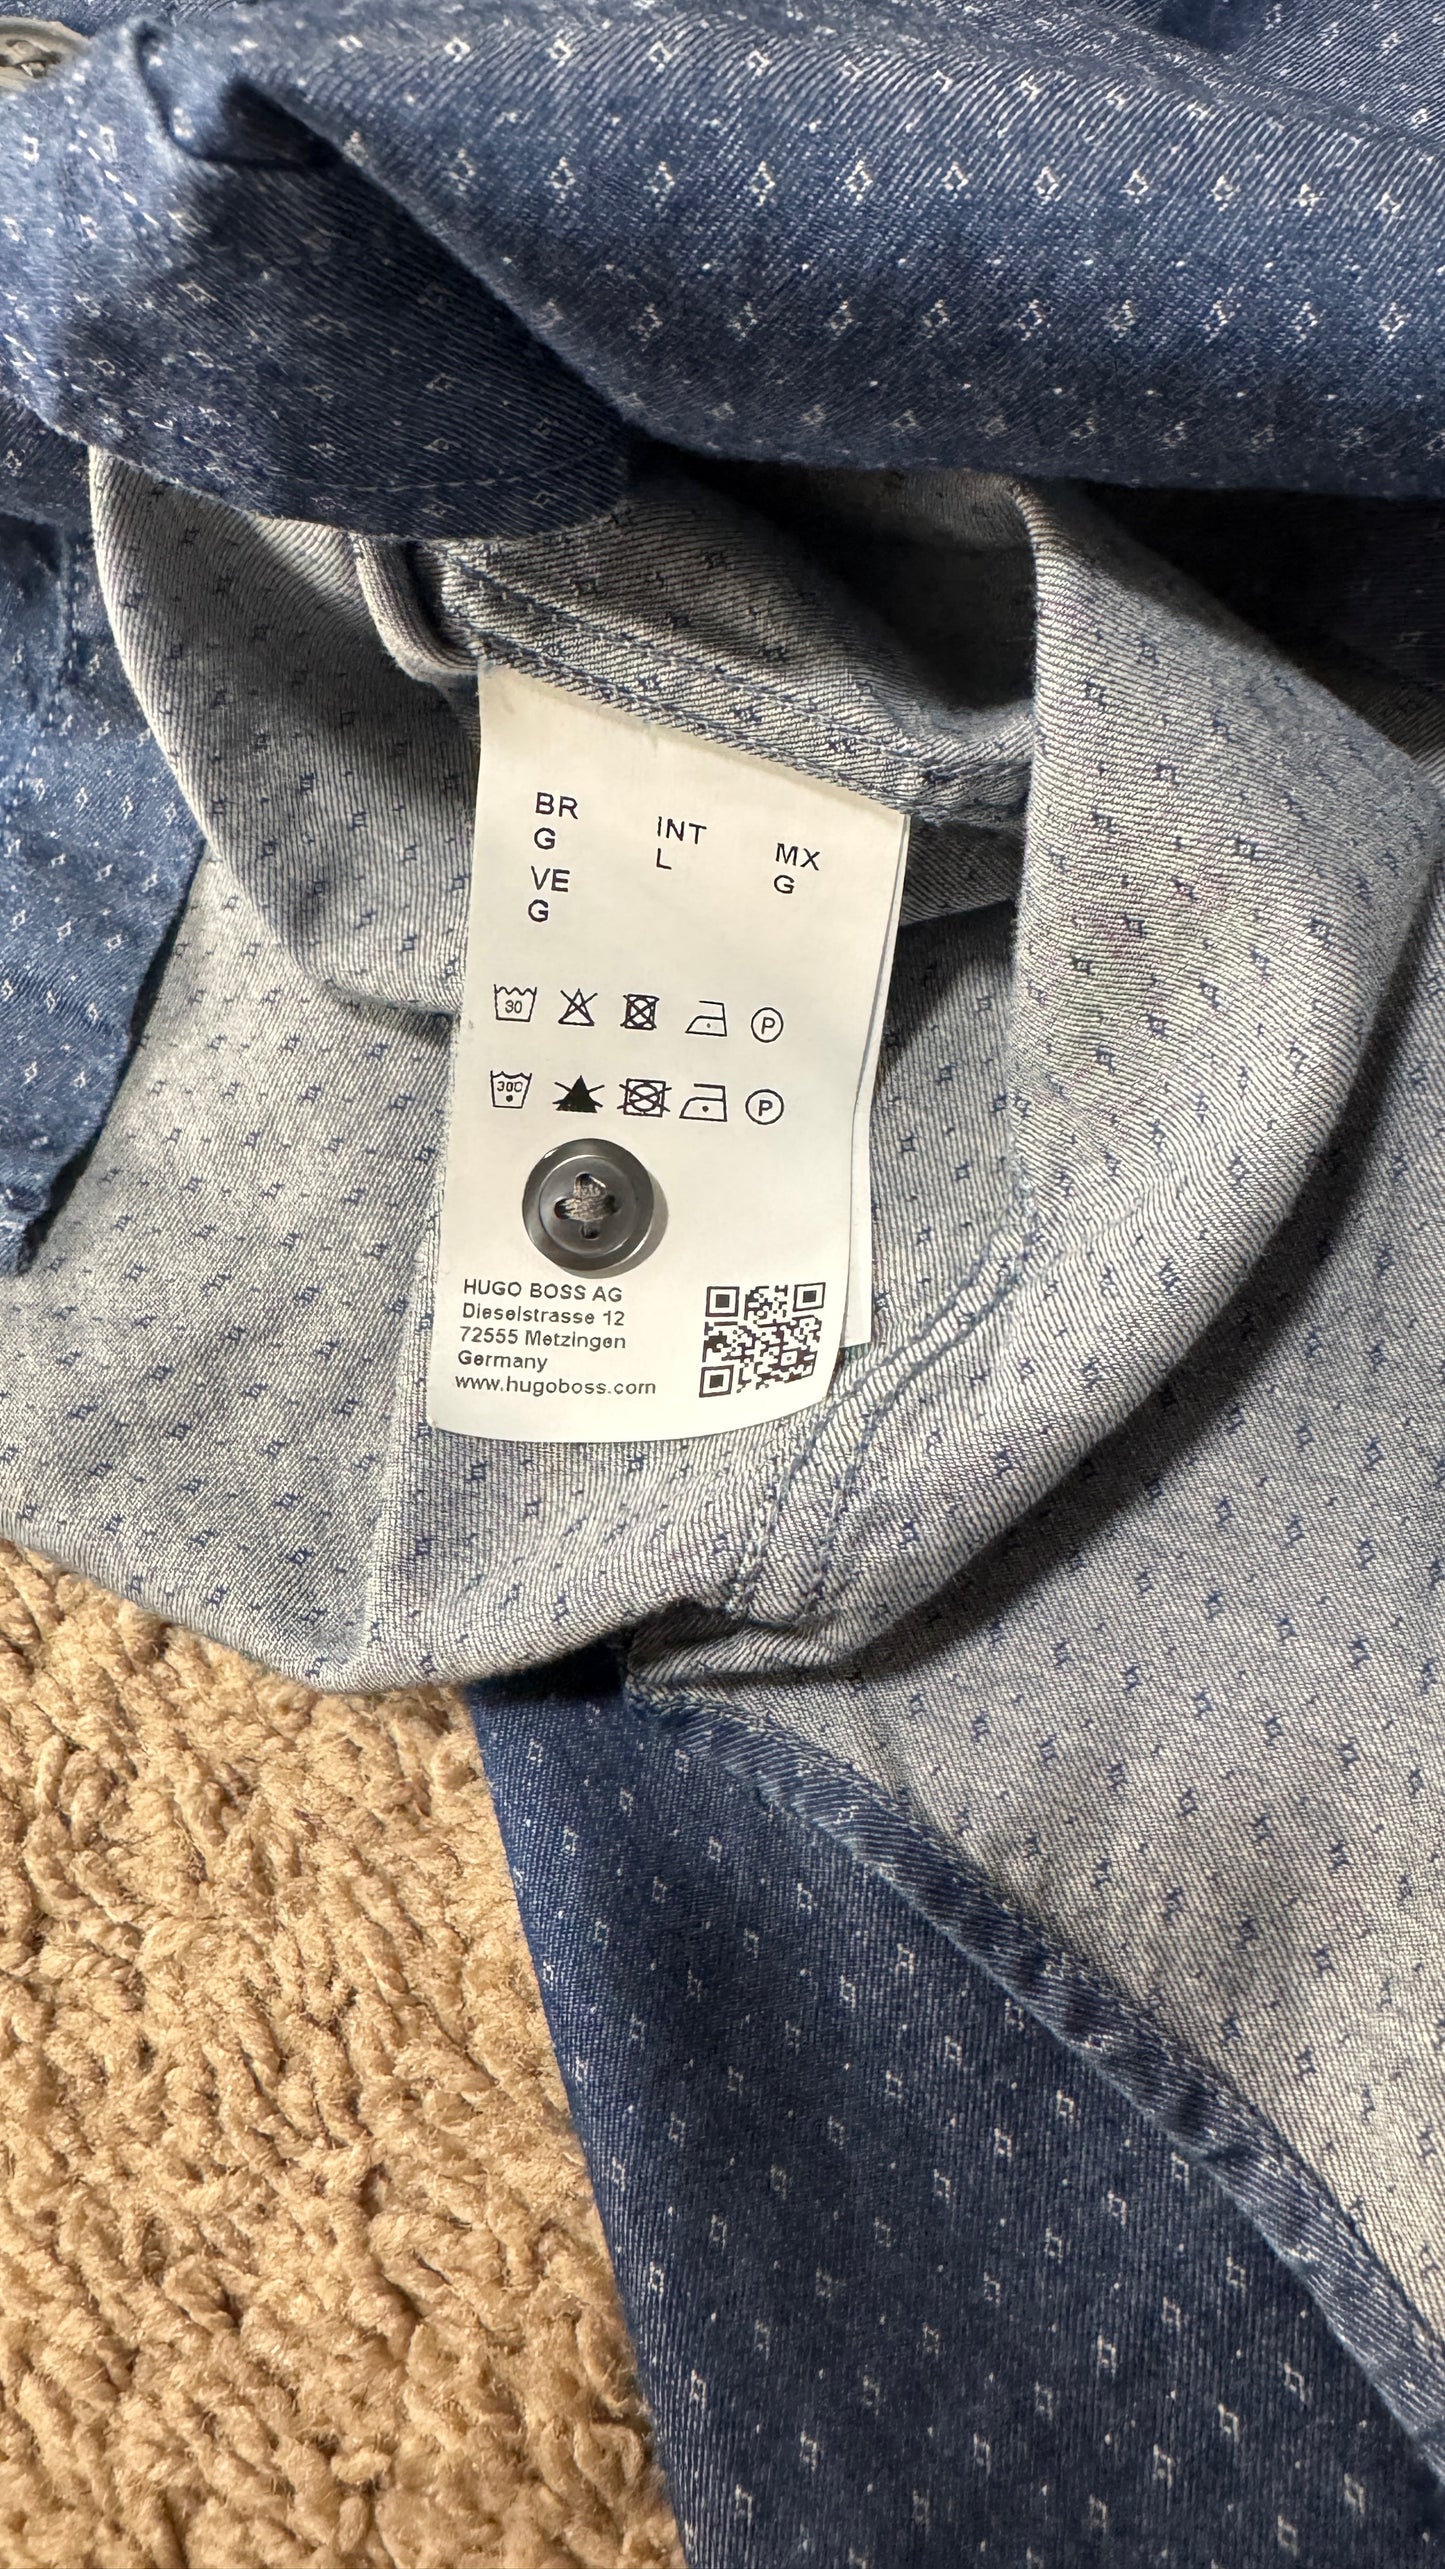 BR INT MX
G L G
VE
G
30 P
30C P
HUGO BOSS AG
Dieselstrasse 12
72555 Metzingen
Germany
www.hugoboss.com